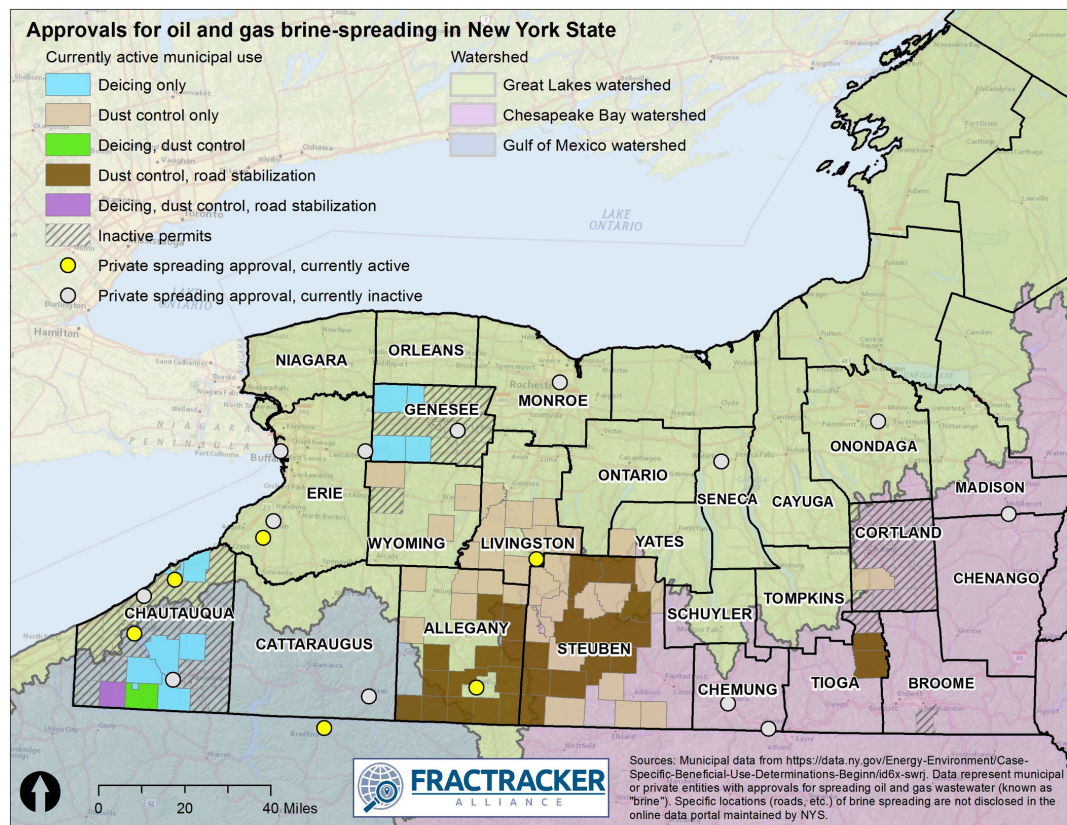 Approvals for oil and gas brine-spreading in New York State
Currently active municipal use
Deicing only
Dust control only
Deicing, dust control
Dust control, road stabilization
Deicing, dust control, road stabilization
Inactive permits
Private spreading approval, currently active
Private spreading approval, currently inactive
Watershed
Great Lakes watershed
Chesapeake Bay watershed
Gulf of Mexico watershed
LAKE
ONTARIO
Hamilton
NIAGARA
ORLEANS
GENESEE
MONROE
ERIE
WYOMING
LIVINGSTON
ONTARIO
YATES
SENECA
CAYUGA
ONONDAGA
MADISON
CORTLAND
CHENANGO
CHAUTAUQUA
CATTARAUGUS
ALLEGANY
STEUBEN
SCHUYLER
TOMPKINS
CHEMUNG
TIOGA
BROOME
0 20 40 Miles
FRACTRACKER
ALLIANCE
Sources: Municipal data from https://data.ny.gov/Energy-Environment/Case-
Specific-Beneficial-Use-Determinations-Beginn/id6x-swrj. Data represent municipal
or private entities with approvals for spreading oil and gas wastewater (known as
"brine"). Specific locations (roads, etc.) of brine spreading are not disclosed in the
online data portal maintained by NYS.